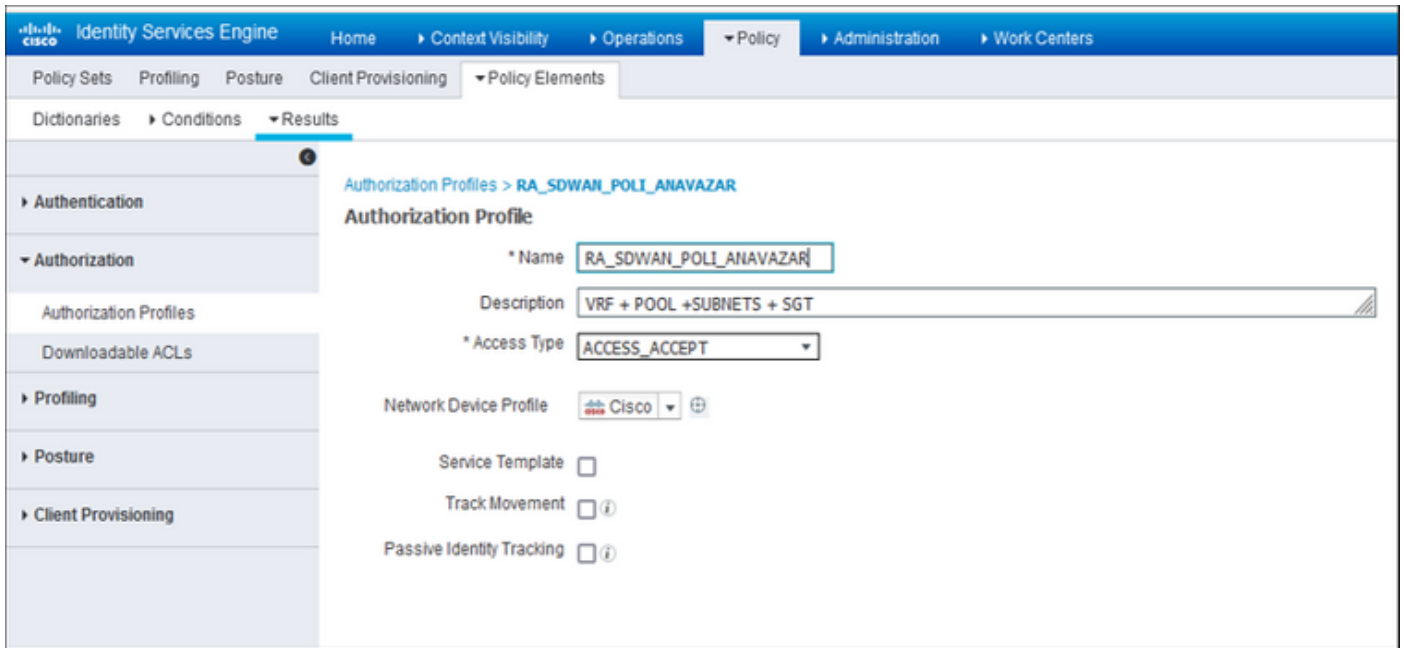 cisco Identity Services Engine Home Context Visibility Operations Policy Administration Work Centers
Policy Sets Profiling Posture Client Provisioning Policy Elements
Dictionaries Conditions Results
Authentication
Authorization
Authorization Profiles
Downloadable ACLs
Profiling
Posture
Client Provisioning
Authorization Profiles > RA_SDWAN_POLI_ANAVAZAR
Authorization Profile
* Name RA_SDWAN_POLI_ANAVAZAR
Description VRF + POOL +SUBNETS + SGT
* Access Type ACCESS_ACCEPT
Network Device Profile Cisco
Service Template
Track Movement
Passive Identity Tracking